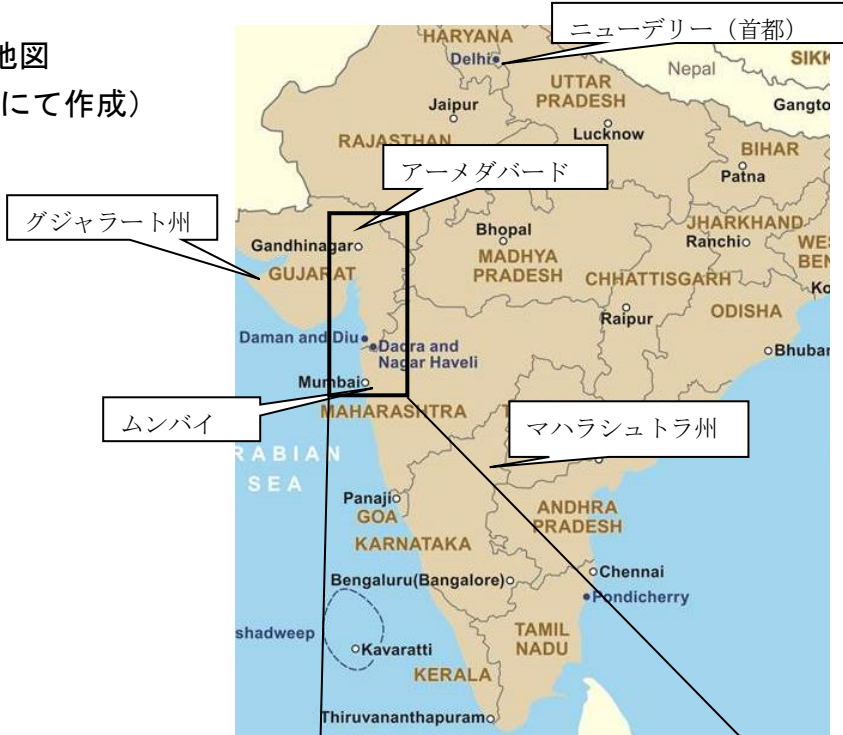 ニューデリー（首都）
地図
にて作成）
HARYANA
Delhi
Nepal
SIKK
UTTAR
PRADESH
Gangto
Jaipur
Lucknow
RAJASTHAN
BIHAR
Patna
アーメダバード
グジャラート州
Gandhinagar
GUJARAT
Bhopal
MADHYA
PRADESH
JHARKHAND
Ranchi
WES
BEN
CHHATTISGARH
Ko
Raipur
ODISHA
Daman and Diu
Dadra and
Nagar Haveli
Bhubar
Mumbai
MAHARASHTRA
ムンバイ
マハラシュトラ州
RABIAN
SEA
Panaji
GOA
ANDHRA
PRADESH
KARNATAKA
Bengaluru(Bangalore)
Chennai
Pondicherry
shadweep
Kavaratti
TAMIL
NADU
KERALA
Thiruvananthapuram